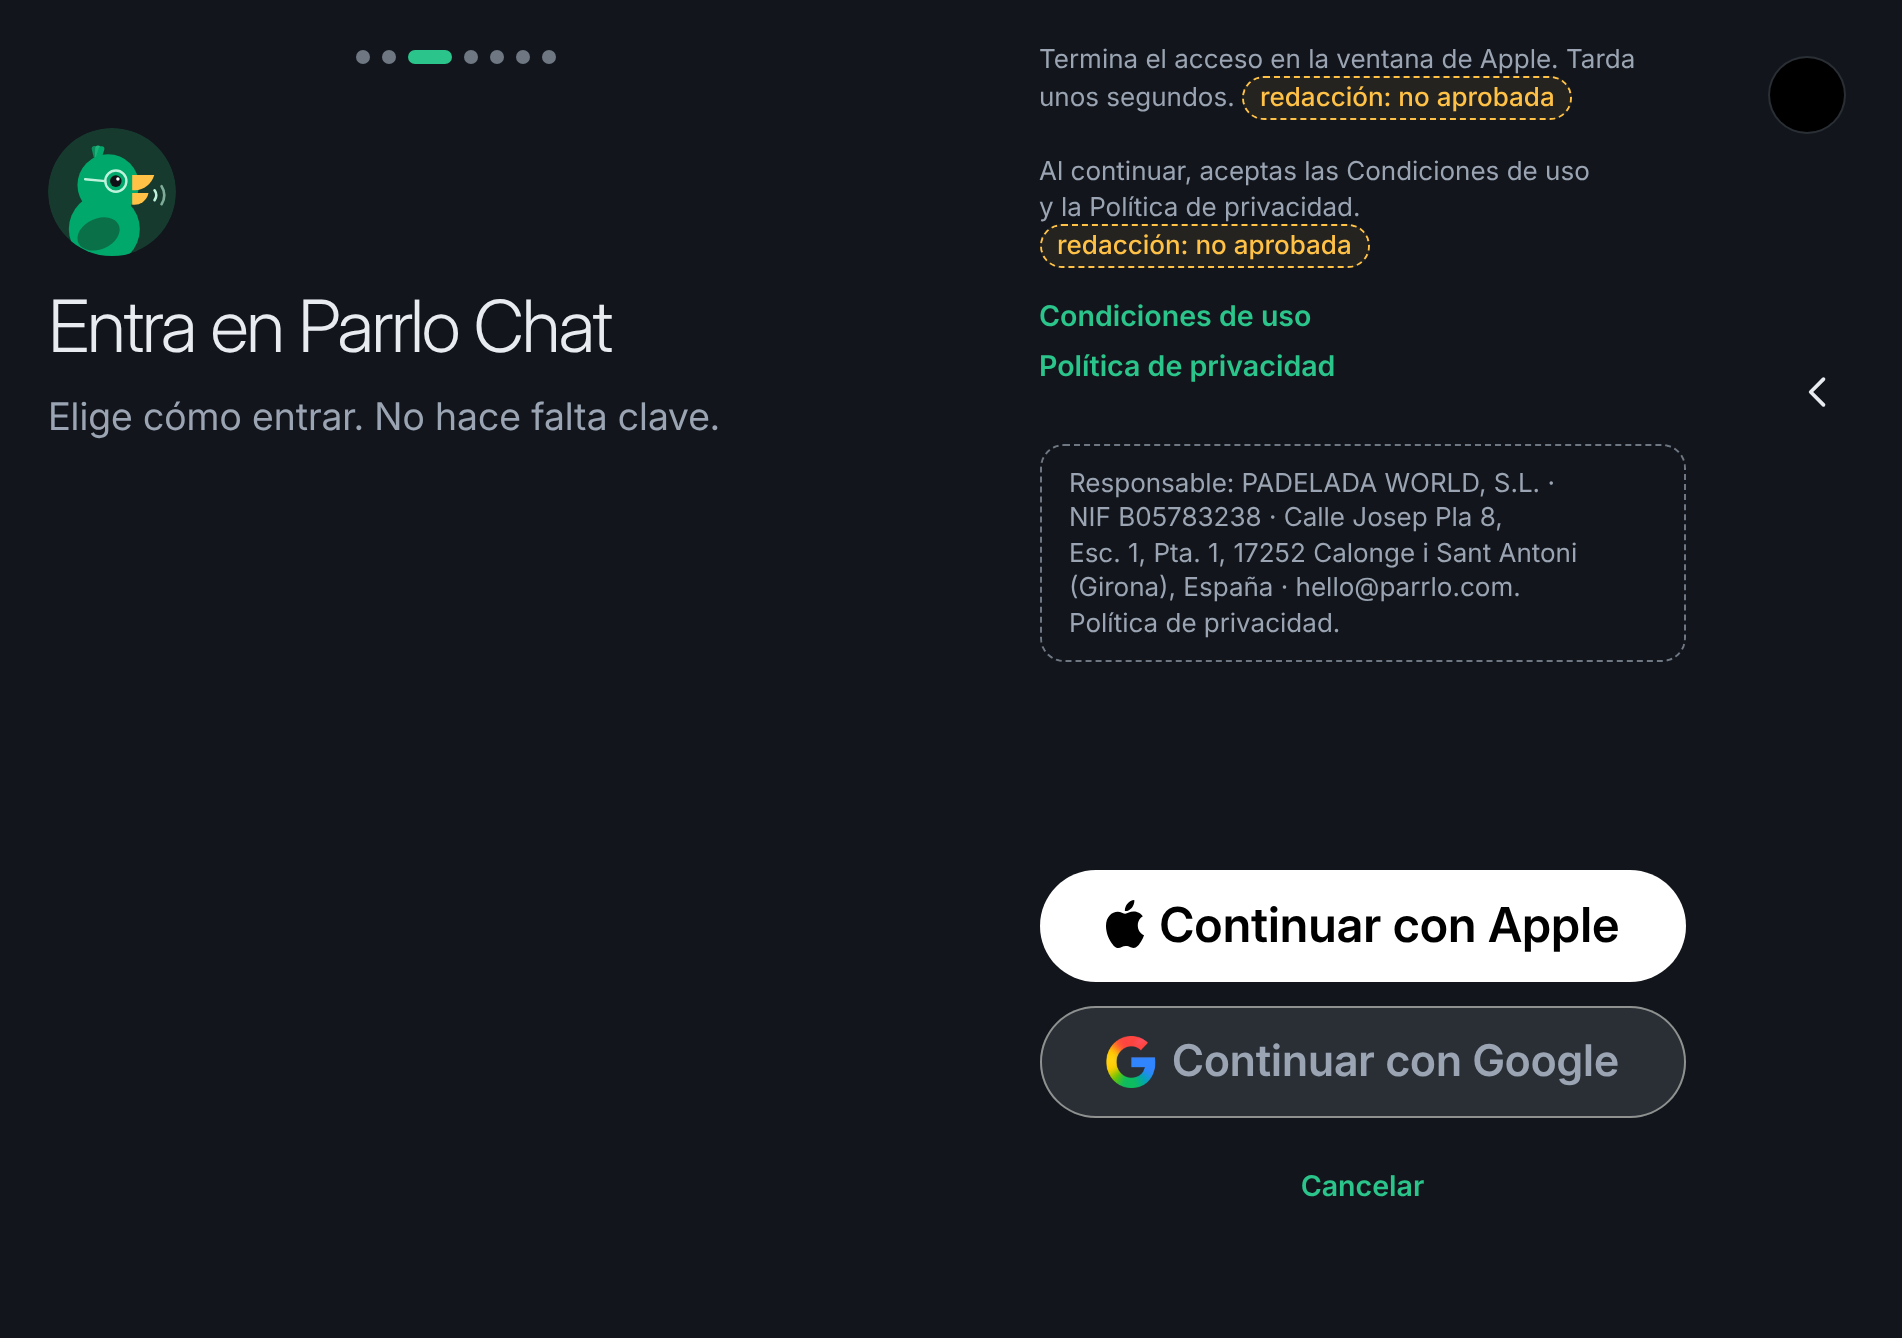 Entra en Parrlo Chat
Elige cómo entrar. No hace falta clave.
Termina el acceso en la ventana de Apple. Tarda
unos segundos. redacción: no aprobada
Al continuar, aceptas las Condiciones de uso
y la Política de privacidad.
redacción: no aprobada
Condiciones de uso
Política de privacidad
Responsable: PADELADA WORLD, S.L. ·
NIF B05783238 · Calle Josep Pla 8,
Esc. 1, Pta. 1, 17252 Calonge i Sant Antoni
(Girona), España · hello@parrlo.com.
Política de privacidad.
Continuar con Apple
Continuar con Google
Cancelar